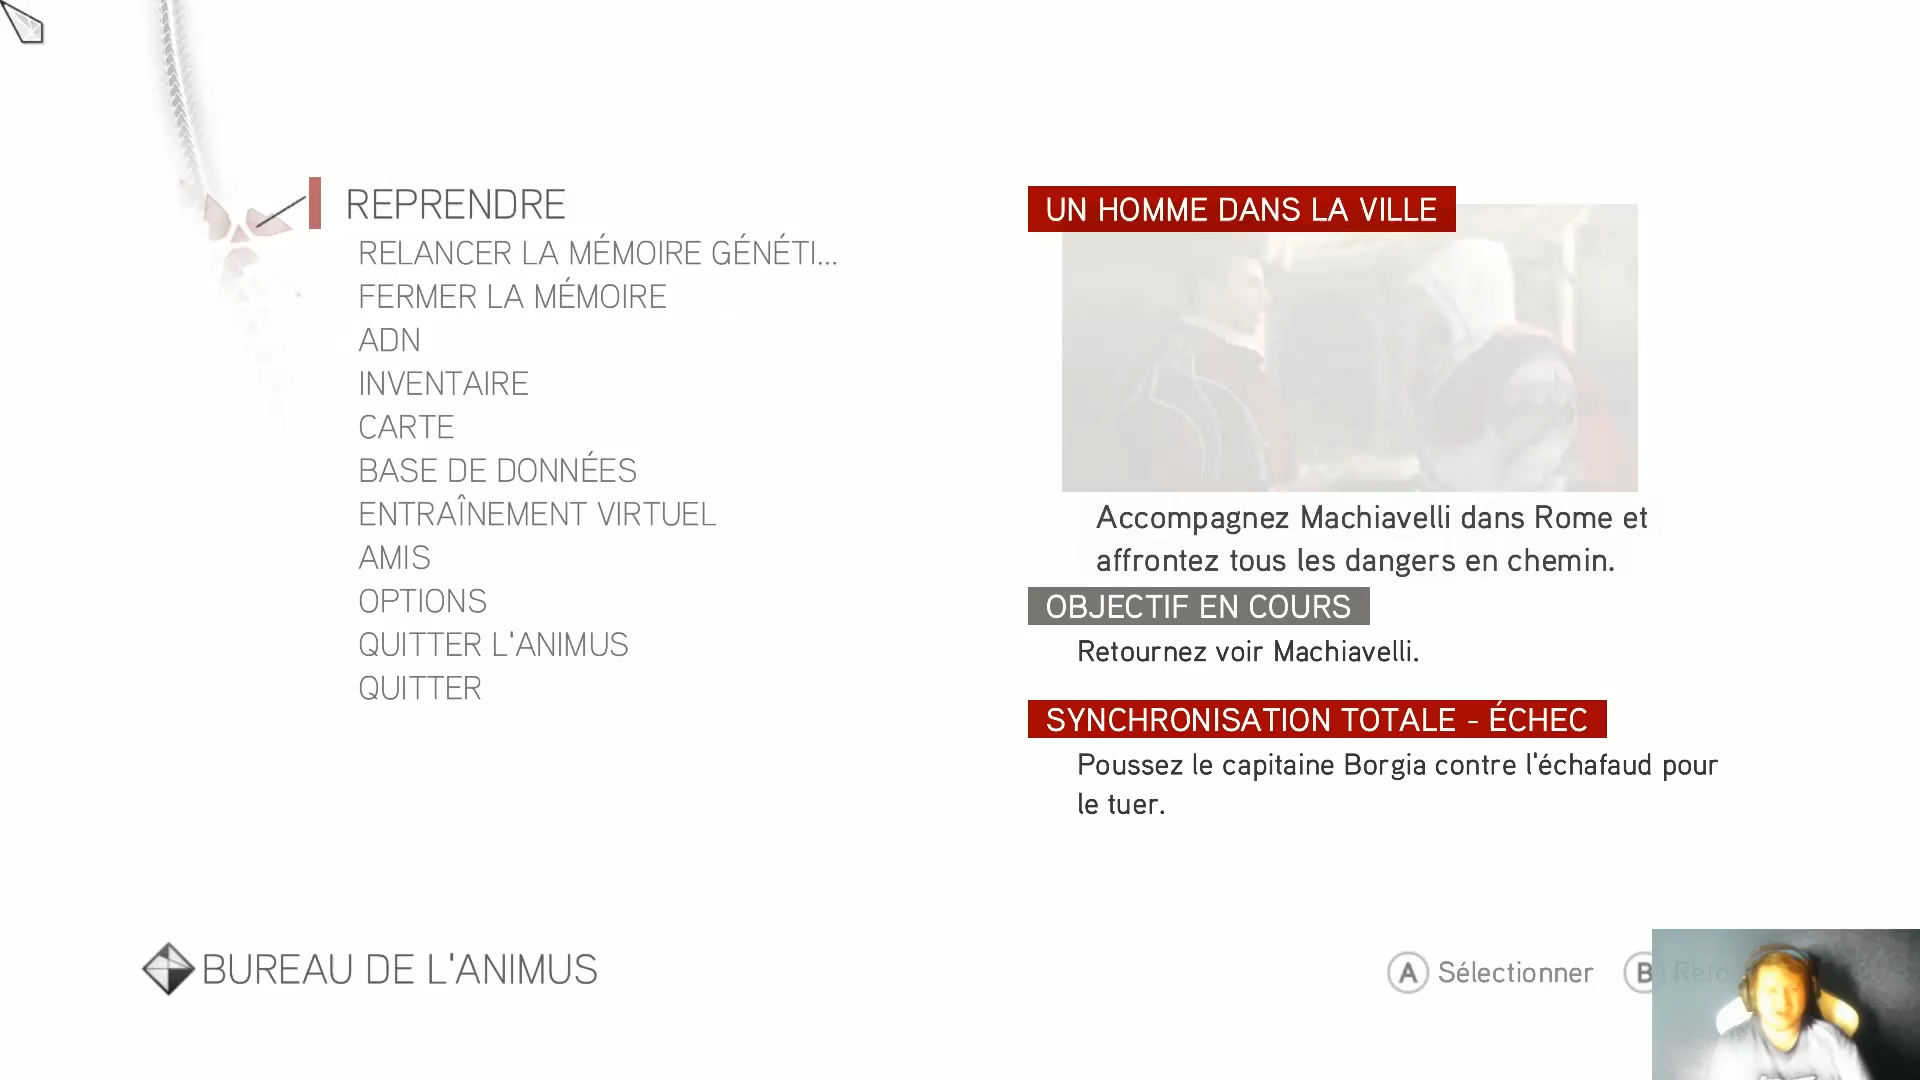 REPRENDRE
RELANCER LA MÉMOIRE GÉNÉTI...
FERMER LA MÉMOIRE
ADN
INVENTAIRE
CARTE
BASE DE DONNÉES
ENTRAÎNEMENT VIRTUEL
AMIS
OPTIONS
QUITTER L'ANIMUS
QUITTER
UN HOMME DANS LA VILLE
Accompagnez Machiavelli dans Rome et
affrontez tous les dangers en chemin.
OBJECTIF EN COURS
Retournez voir Machiavelli.
SYNCHRONISATION TOTALE - ÉCHEC
Poussez le capitaine Borgia contre l'échafaud pour
le tuer.
BUREAU DE L'ANIMUS
A Sélectionner B